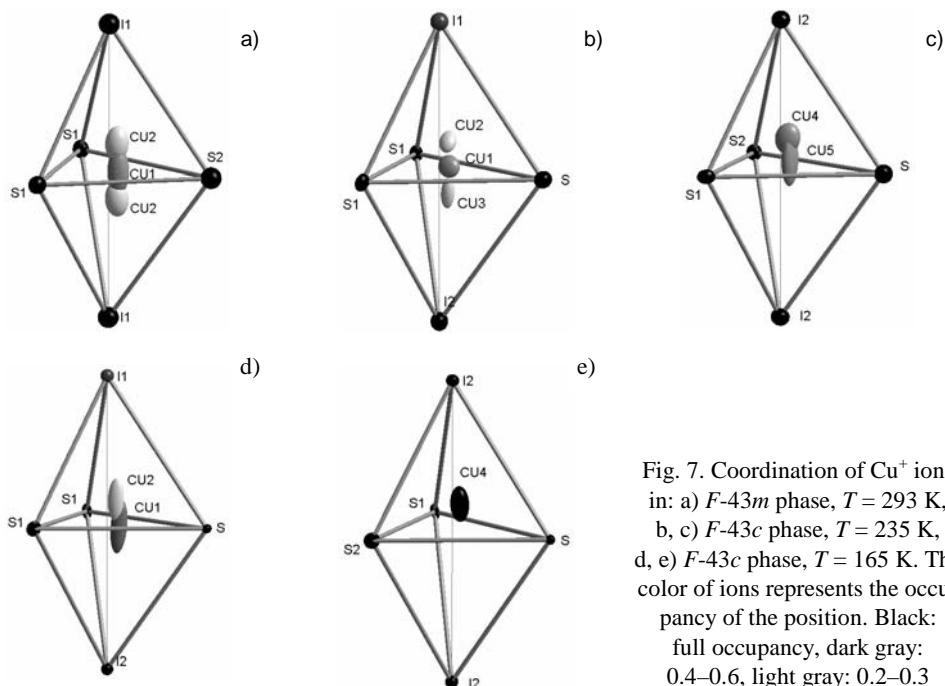 I1
a)
CU2
S1
S2
CU1
S1
CU2
I1
I1
b)
CU2
S1
CU1
S
S1
CU3
I2
I2
c)
CU4
S2
CU5
S
S1
I2
I1
d)
CU2
S1
CU1
S1
S
I2
I2
e)
CU4
S1
S2
S
I2
Fig. 7. Coordination of Cu⁺ ion
in: a) F-43m phase, T = 293 K,
b, c) F-43c phase, T = 235 K,
d, e) F-43c phase, T = 165 K. Th
color of ions represents the occu
pancy of the position. Black:
full occupancy, dark gray:
0.4–0.6, light gray: 0.2–0.3